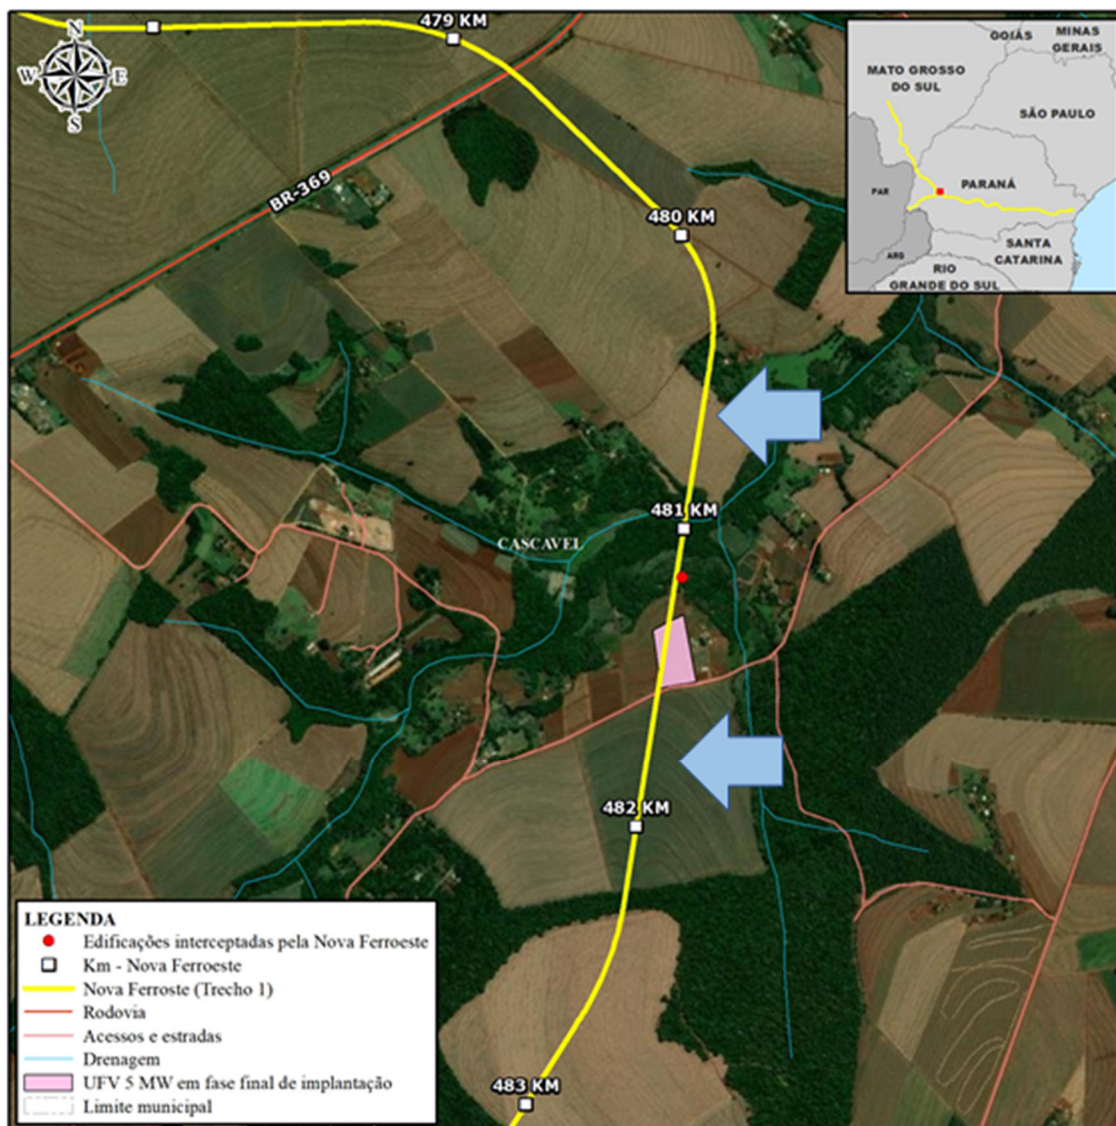 N
W E
S
479 KM
BR-369
480 KM
481 KM
CASCAVEL
482 KM
483 KM
GOIÁS
MINAS
GERAIS
MATO GROSSO
DO SUL
SÃO PAULO
PAR
PARANÁ
ARG
SANTA
CATARINA
RIO
GRANDE DO SUL
LEGENDA
Edificações interceptadas pela Nova Ferroeste
Km - Nova Ferroeste
Nova Ferroste (Trecho 1)
Rodovia
Acessos e estradas
Drenagem
UFV 5 MW em fase final de implantação
Limite municipal